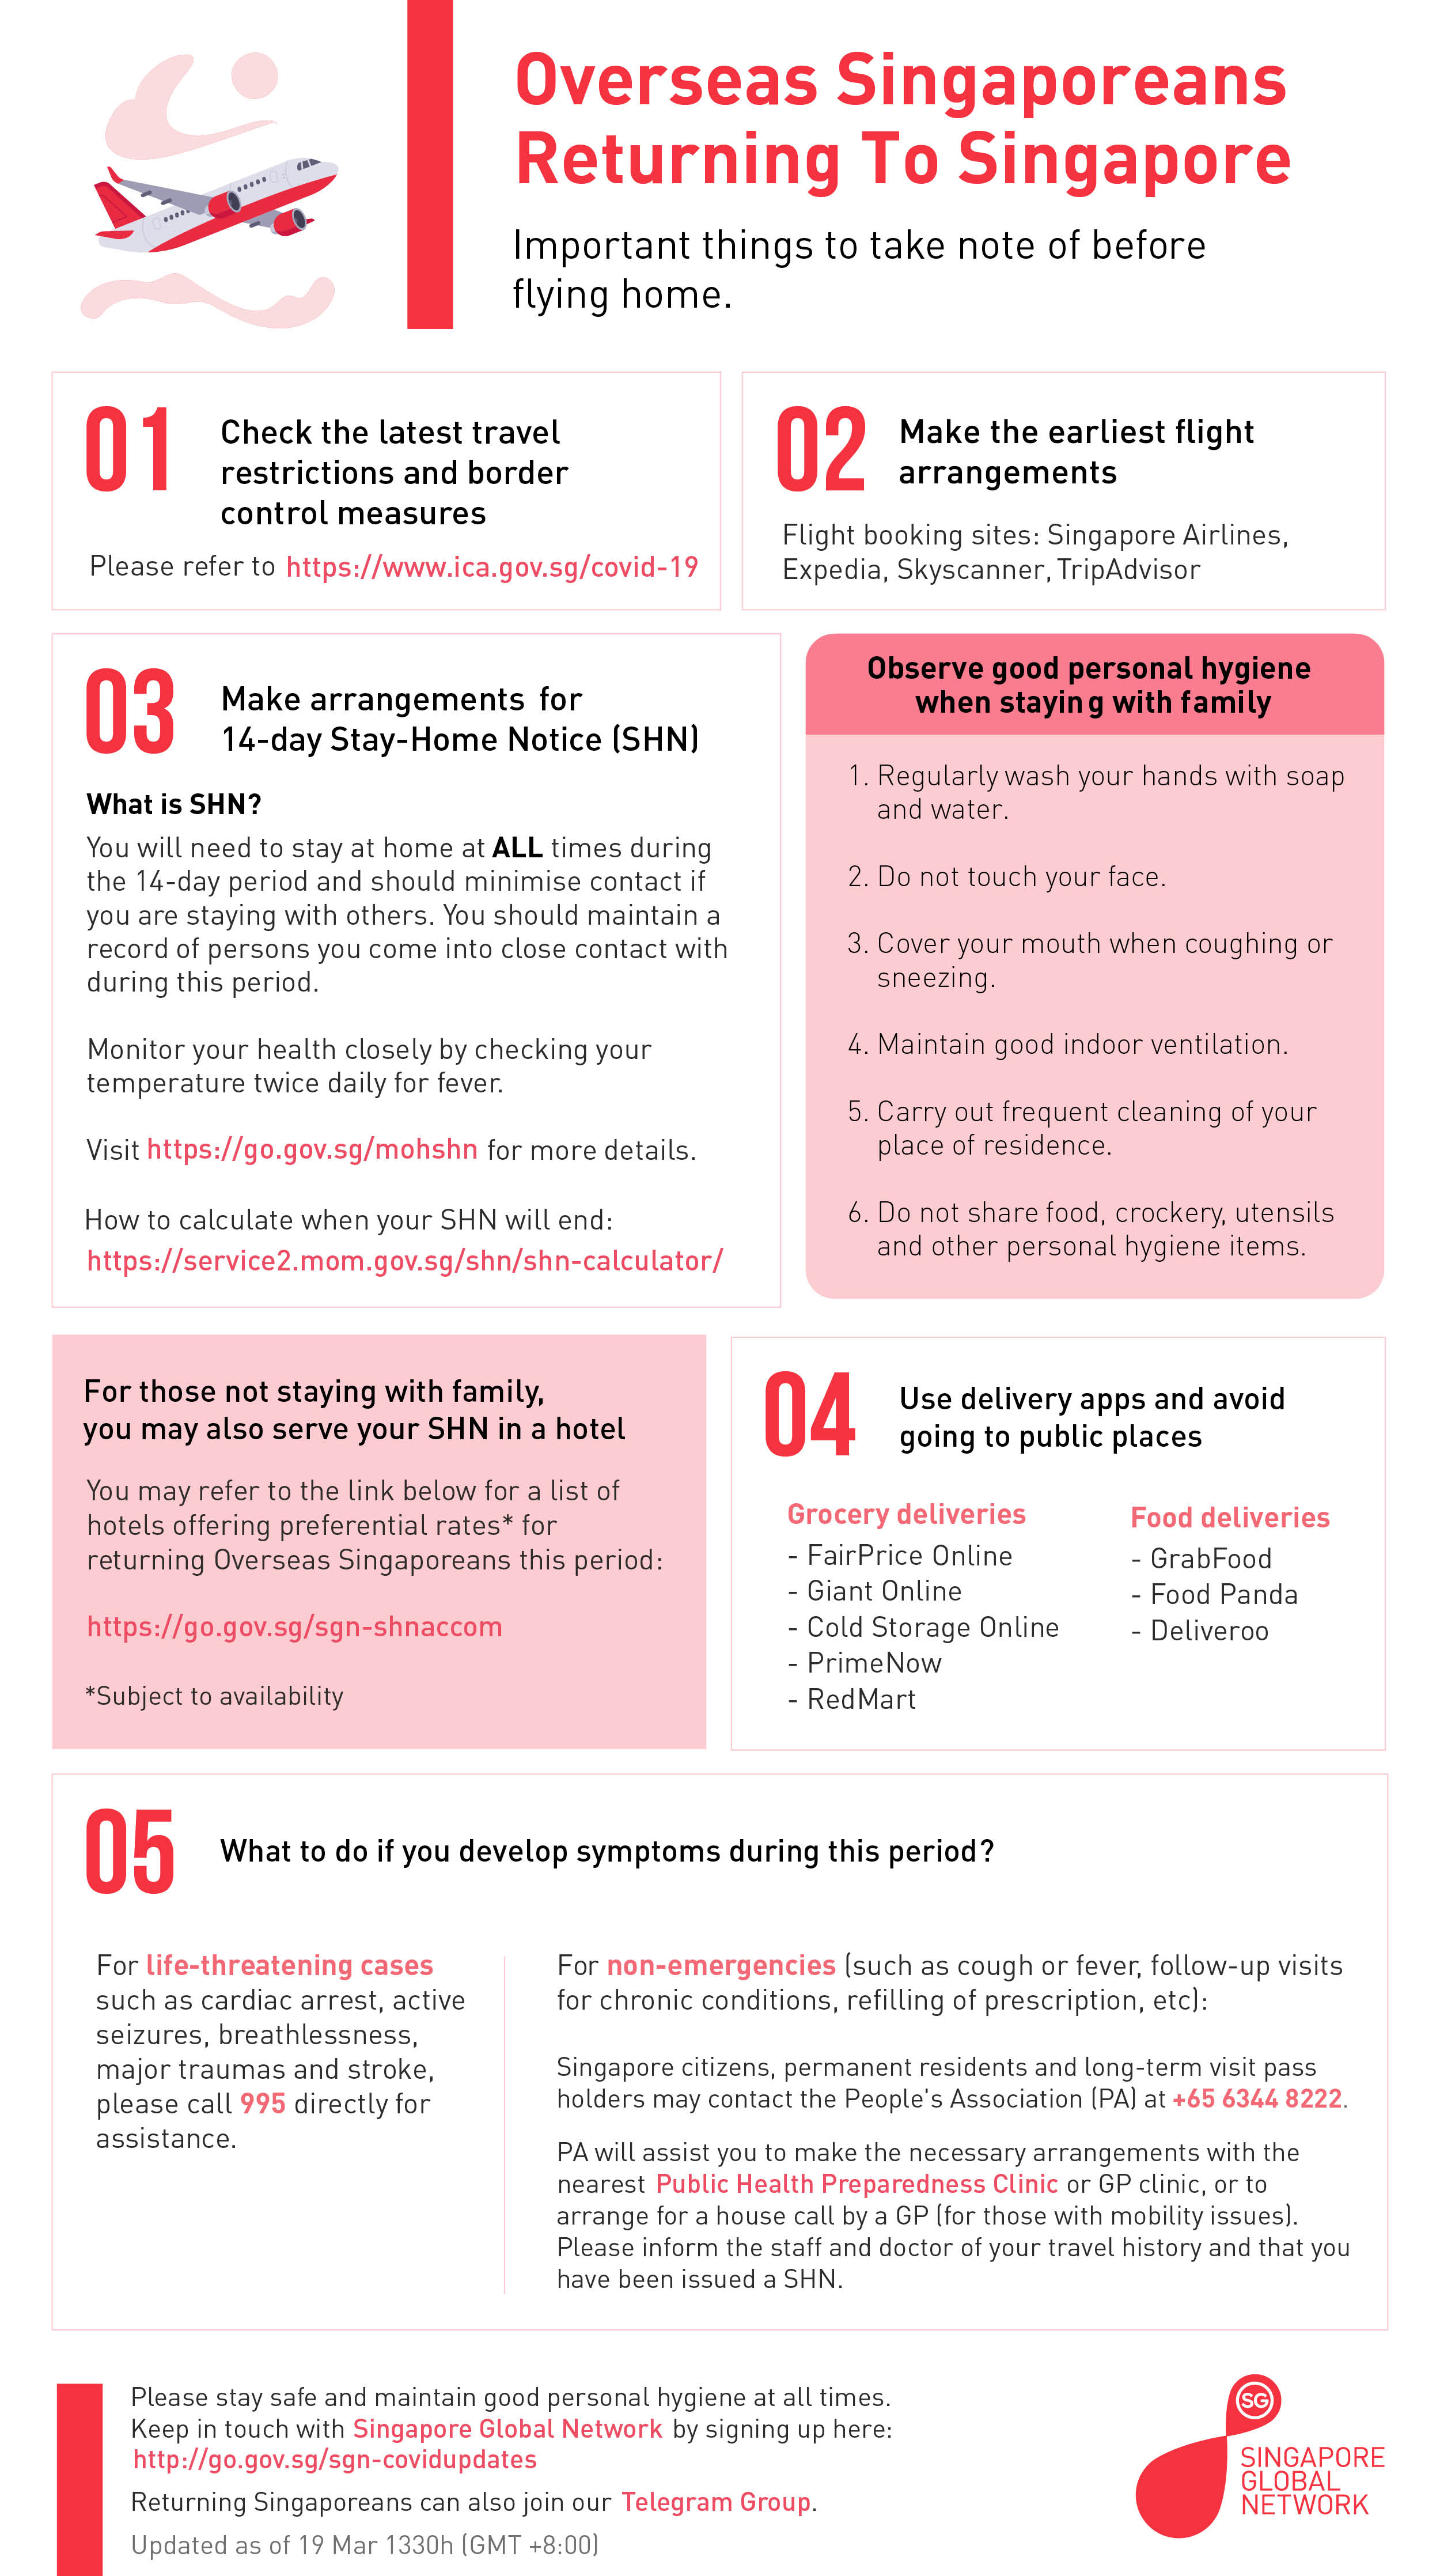 Overseas Singaporeans
Returning To Singapore
Important things to take note of before
flying home.
01
Check the latest travel
restrictions and border
control measures
Please refer to https://www.ica.gov.sg/covid-19
02
Make the earliest flight
arrangements
Flight booking sites: Singapore Airlines,
Expedia, Skyscanner, TripAdvisor
03
Make arrangements for
14-day Stay-Home Notice (SHN)
What is SHN?
You will need to stay at home at ALL times during
the 14-day period and should minimise contact if
you are staying with others. You should maintain a
record of persons you come into close contact with
during this period.
Monitor your health closely by checking your
temperature twice daily for fever.
Visit https://go.gov.sg/mohshn for more details.
How to calculate when your SHN will end:
https://service2.mom.gov.sg/shn/shn-calculator/
Observe good personal hygiene
when staying with family
1. Regularly wash your hands with soap
and water.
2. Do not touch your face.
3. Cover your mouth when coughing or
sneezing.
4. Maintain good indoor ventilation.
5. Carry out frequent cleaning of your
place of residence.
6. Do not share food, crockery, utensils
and other personal hygiene items.
For those not staying with family,
you may also serve your SHN in a hotel
You may refer to the link below for a list of
hotels offering preferential rates* for
returning Overseas Singaporeans this period:
https://go.gov.sg/sgn-shnaccom
*Subject to availability
04
Use delivery apps and avoid
going to public places
Grocery deliveries
- FairPrice Online
- Giant Online
- Cold Storage Online
- PrimeNow
- RedMart
Food deliveries
- GrabFood
- Food Panda
- Deliveroo
05
What to do if you develop symptoms during this period?
For life-threatening cases
such as cardiac arrest, active
seizures, breathlessness,
major traumas and stroke,
please call 995 directly for
assistance.
For non-emergencies (such as cough or fever, follow-up visits
for chronic conditions, refilling of prescription, etc):
Singapore citizens, permanent residents and long-term visit pass
holders may contact the People's Association (PA) at +65 6344 8222.
PA will assist you to make the necessary arrangements with the
nearest Public Health Preparedness Clinic or GP clinic, or to
arrange for a house call by a GP (for those with mobility issues).
Please inform the staff and doctor of your travel history and that you
have been issued a SHN.
Please stay safe and maintain good personal hygiene at all times.
Keep in touch with Singapore Global Network by signing up here:
http://go.gov.sg/sgn-covidupdates
Returning Singaporeans can also join our Telegram Group.
Updated as of 19 Mar 1330h (GMT +8:00)
SG
SINGAPORE
GLOBAL
NETWORK